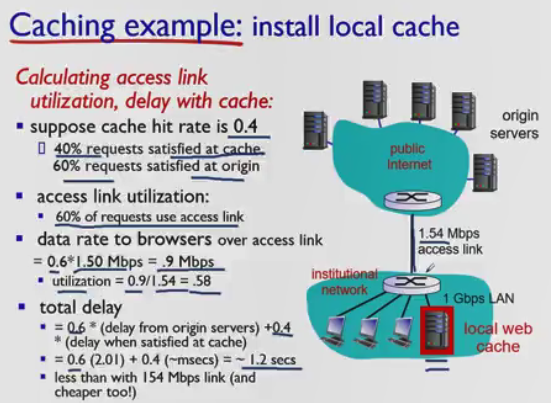 Caching example: install local cache
Calculating access link
utilization, delay with cache:
▪ suppose cache hit rate is 0.4
▯ 40% requests satisfied at cache,
60% requests satisfied at origin
▪ access link utilization:
▪ 60% of requests use access link
▪ data rate to browsers over access link
= 0.6*1.50 Mbps = .9 Mbps
▪ utilization = 0.9/1.54 = .58
▪ total delay
▪ = 0.6 * (delay from origin servers) +0.4
* (delay when satisfied at cache)
▪ = 0.6 (2.01) + 0.4 (~msecs) = ~ 1.2 secs
▪ less than with 154 Mbps link (and
cheaper too!)
origin
servers
public
Internet
1.54 Mbps
access link
institutional
network
1 Gbps LAN
local web
cache